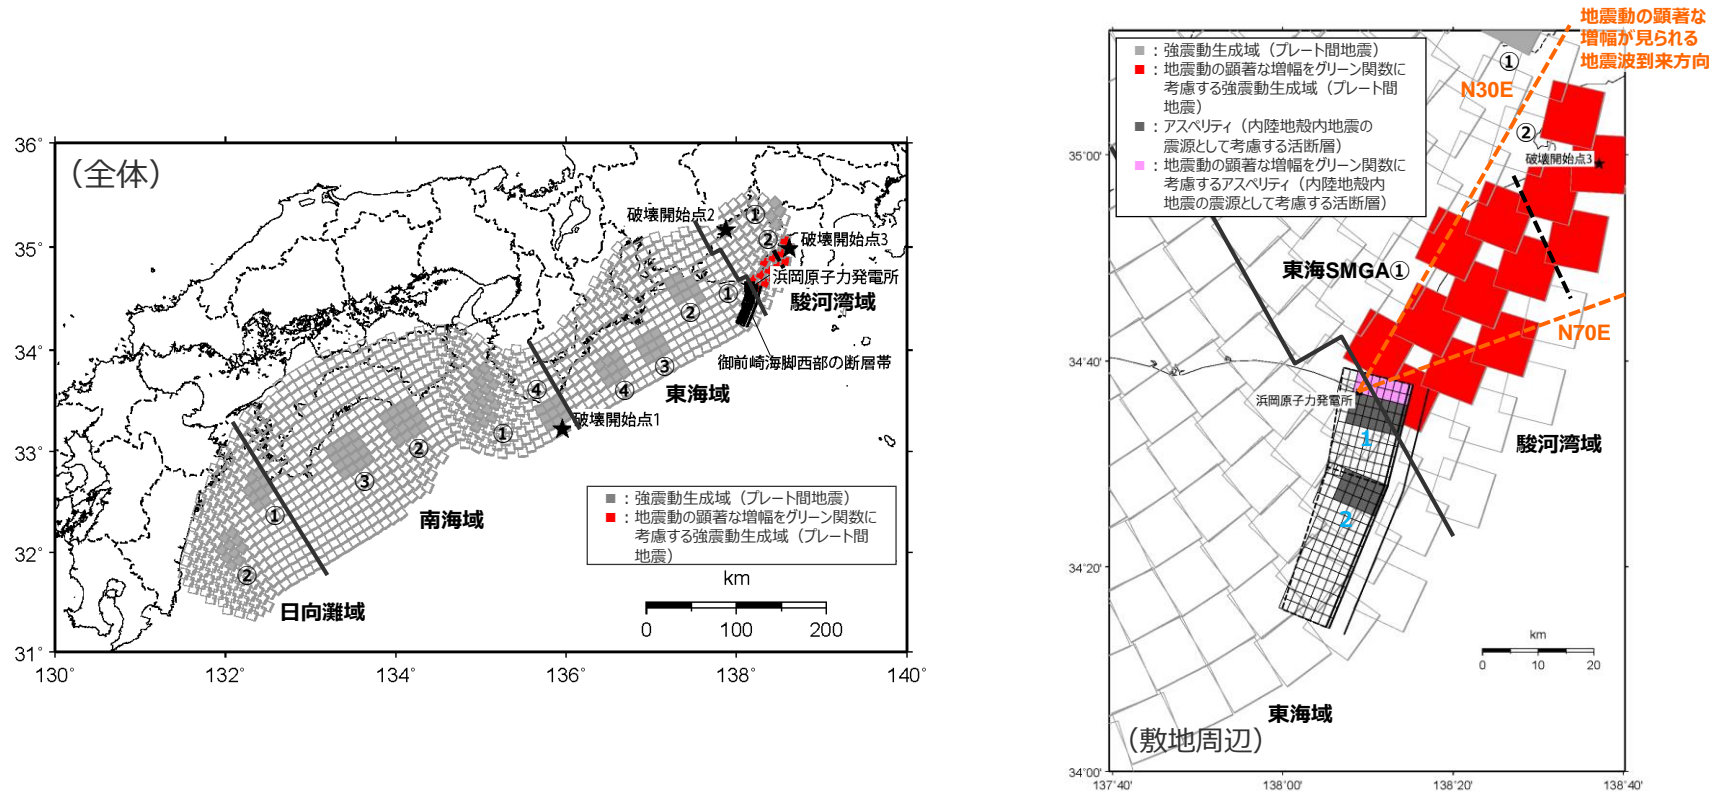 （全体）
36°
35°
34°
33°
32°
31°
130°
132°
134°
136°
138°
140°
破壊開始点2
①
②
破壊開始点3
浜岡原子力発電所
①
駿河湾域
②
御前崎海脚西部の断層帯
③
④
④
東海域
破壊開始点1
①
②
③
南海域
①
②
日向灘域
■：強震動生成域（プレート間地震）
■：地震動の顕著な増幅をグリーン関数に
考慮する強震動生成域（プレート間
地震）
km
0 100 200
地震動の顕著な
増幅が見られる
地震波到来方向
■：強震動生成域（プレート間地震）
■：地震動の顕著な増幅をグリーン関数に
考慮する強震動生成域（プレート間
地震）
■：アスペリティ（内陸地殻内地震の
震源として考慮する活断層）
■：地震動の顕著な増幅をグリーン関数に
考慮するアスペリティ（内陸地殻内
地震の震源として考慮する活断層）
①
N30E
②
破壊開始点3
35°00'
東海SMGA①
N70E
34°40'
浜岡原子力発電所
1
駿河湾域
2
34°20'
km
0 10 20
東海域
（敷地周辺）
34°00'
137°40'
138°00'
138°20'
138°40'